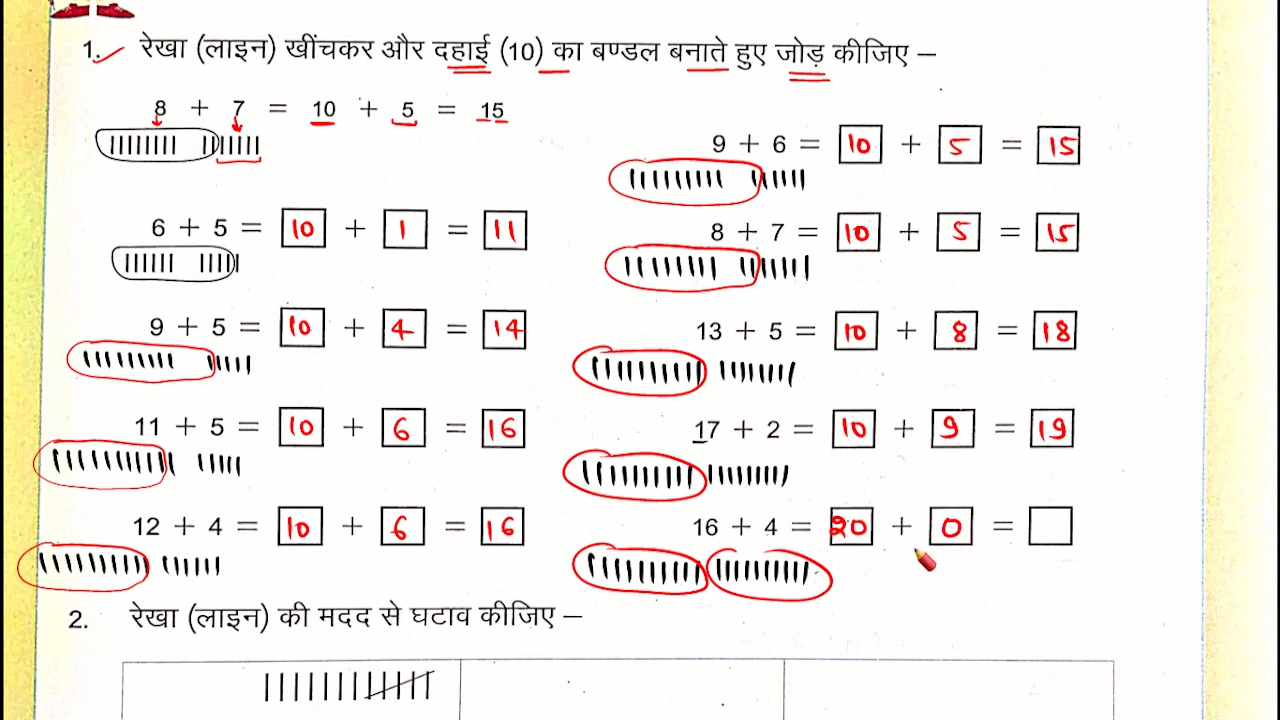 1. रेखा (लाइन) खींचकर और दहाई (10) का बण्डल बनाते हुए जोड़ कीजिए –
8 + 7 = 10 + 5 = 15
6 + 5 = 10 + 1 = 11
9 + 5 = 10 + 4 = 14
11 + 5 = 10 + 6 = 16
12 + 4 = 10 + 6 = 16
9 + 6 = 10 + 5 = 15
8 + 7 = 10 + 5 = 15
13 + 5 = 10 + 8 = 18
17 + 2 = 10 + 9 = 19
16 + 4 = 20 + 0 =
2. रेखा (लाइन) की मदद से घटाव कीजिए –